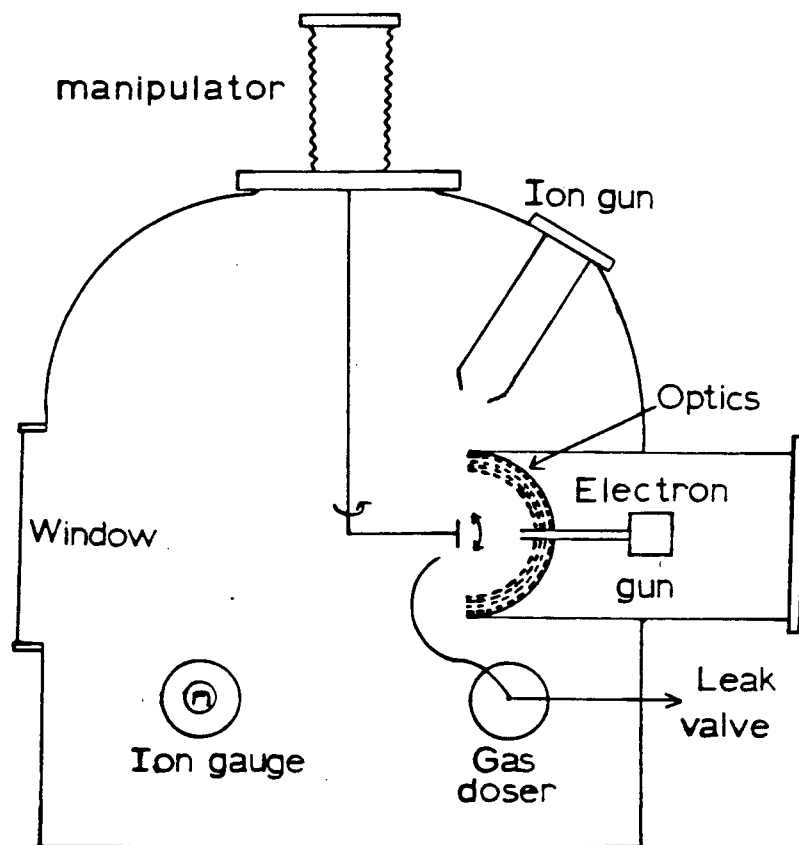 manipulator
Ion gun
Optics
Electron
gun
Window
Leak
valve
Ion gauge
Gas
doser